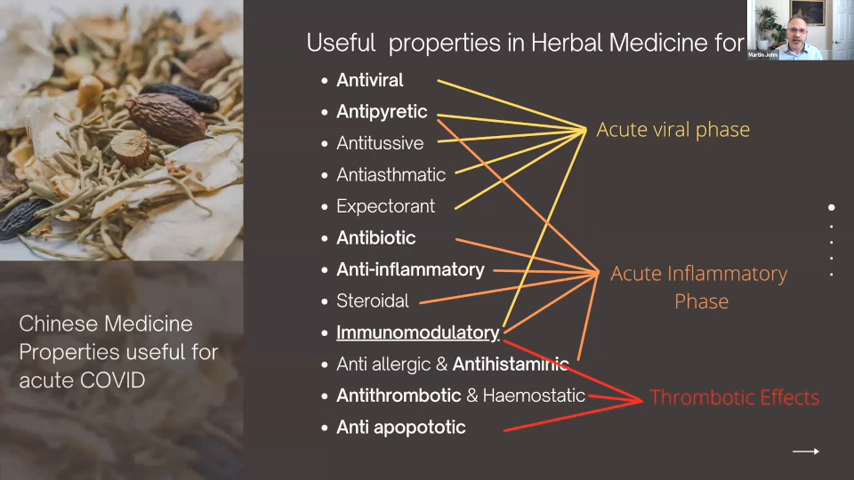 Useful properties in Herbal Medicine for
Martin John
• Antiviral
• Antipyretic
• Antitussive
• Antiasthmatic
• Expectorant
• Antibiotic
• Anti-inflammatory
• Steroidal
• Immunomodulatory
• Anti allergic & Antihistaminic
• Antithrombotic & Haemostatic
• Anti apopototic
Acute viral phase
Acute Inflammatory
Phase
Thrombotic Effects
Chinese Medicine
Properties useful for
acute COVID